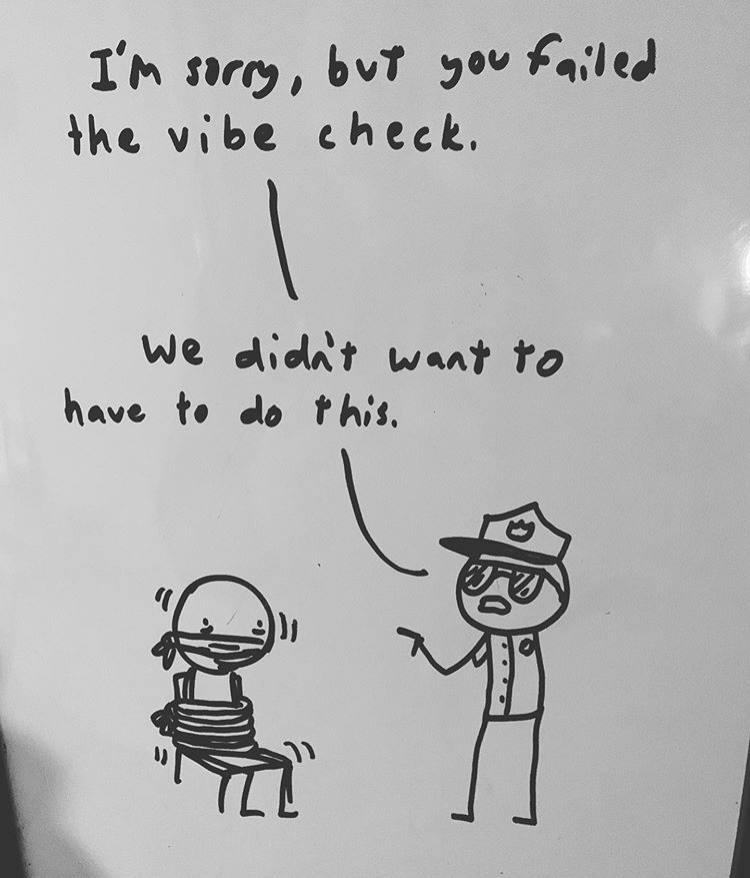 I'm sorry, but you failed
the vibe check.
We didn't want to
have to do this.